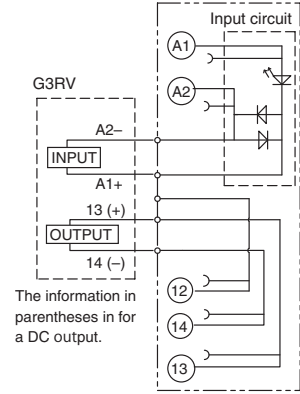 Input circuit
A1
G3RV
A2
A2–
INPUT
A1+
13 (+)
OUTPUT
14 (–)
12
The information in
parentheses in for
a DC output.
14
13